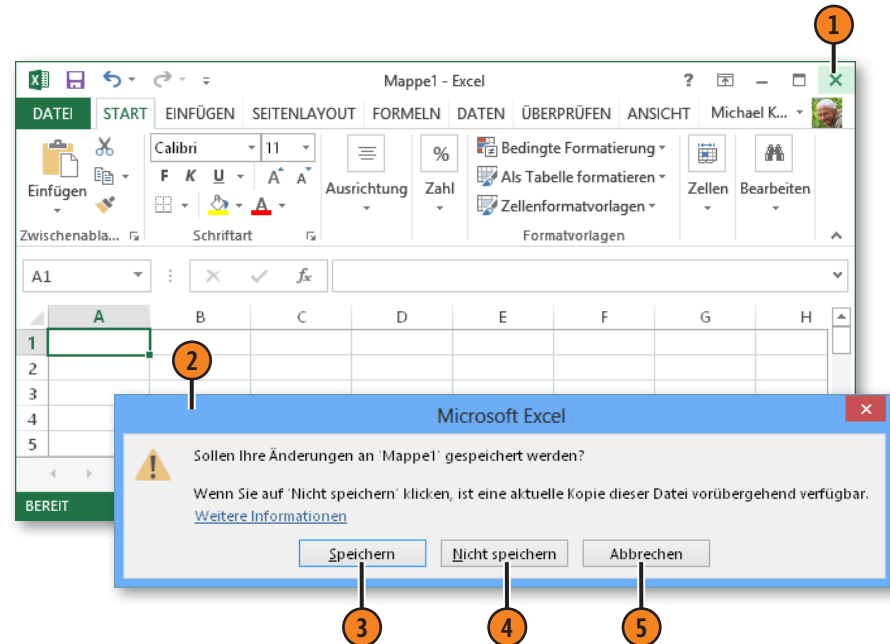 1
Mappe1 - Excel ?
DATEI START EINFÜGEN SEITENLAYOUT FORMELN DATEN ÜBERPRÜFEN ANSICHT Michael K...
Calibri 11 % Bedingte Formatierung
F K U A A Als Tabelle formatieren
Einfügen Ausrichtung Zahl Zellen Bearbeiten
A Zellenformatvorlagen
Zwischenabla... Schriftart Formatvorlagen
A1 fx
A B C D E F G H
1
2
2
3
4
5
BEREIT
Microsoft Excel
Sollen Ihre Änderungen an 'Mappe1' gespeichert werden?
Wenn Sie auf 'Nicht speichern' klicken, ist eine aktuelle Kopie dieser Datei vorübergehend verfügbar.
Weitere Informationen
Speichern Nicht speichern Abbrechen
3 4 5